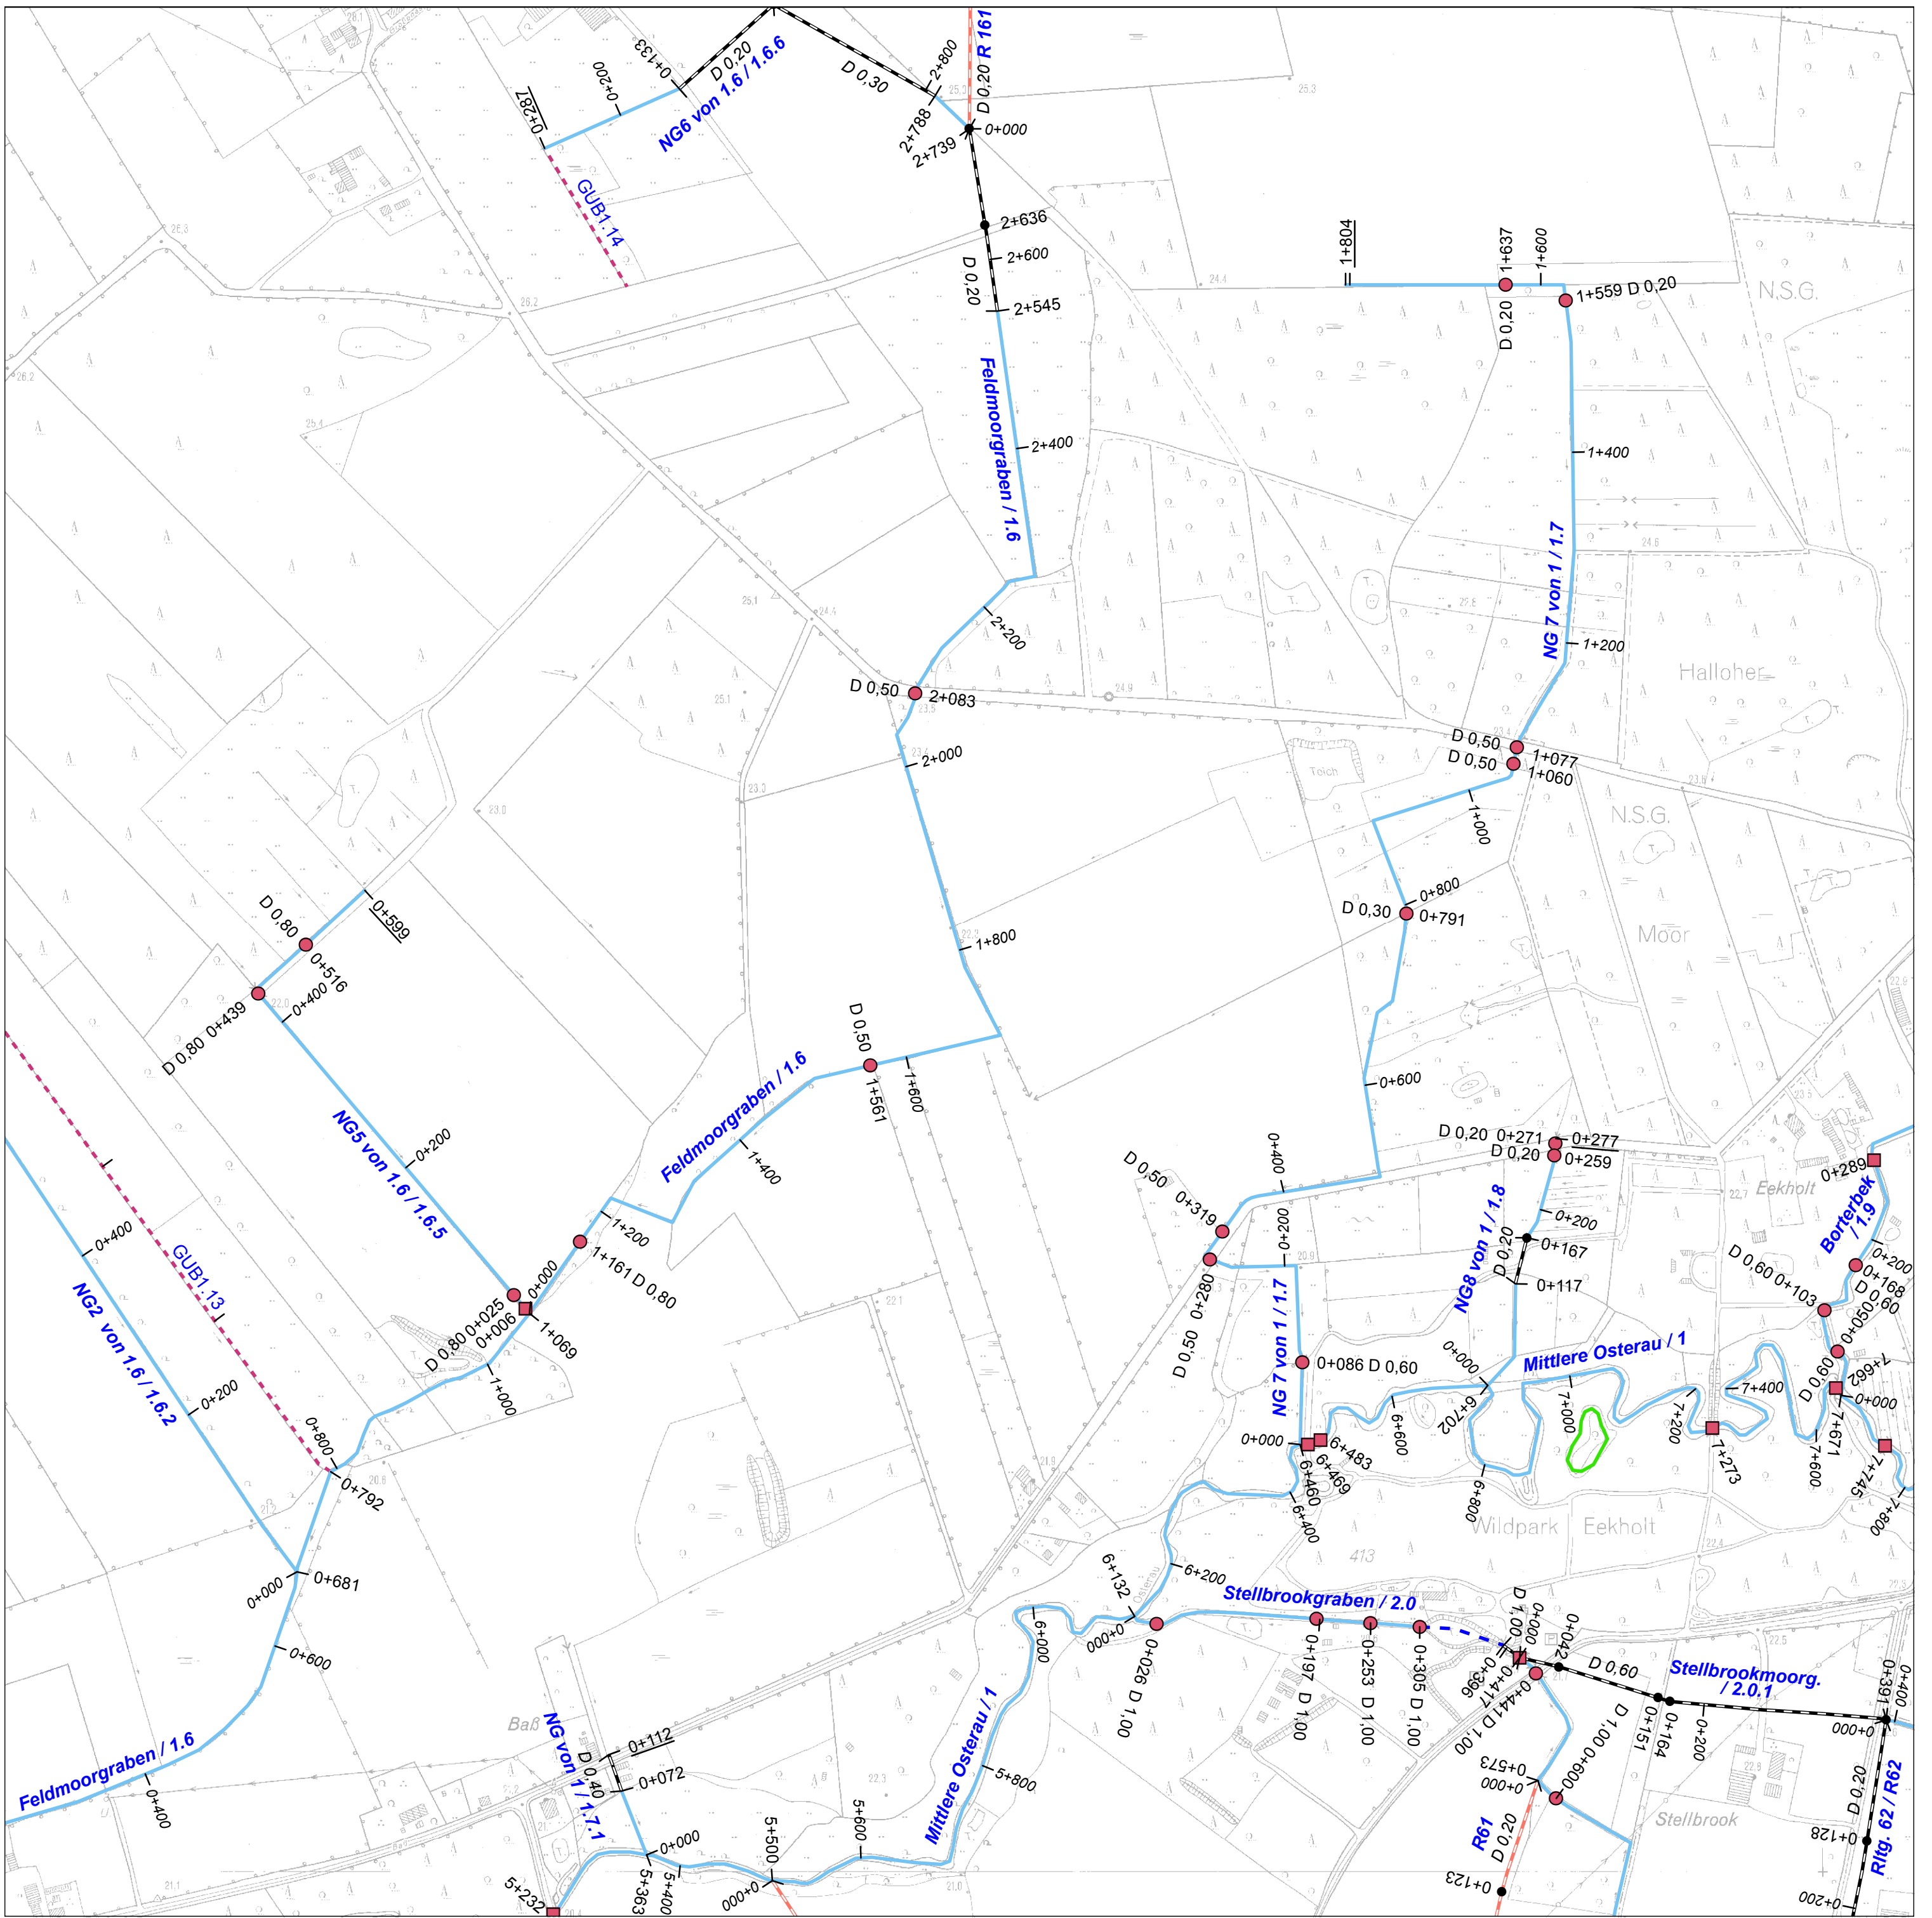 0+133
D 0,20
NG6 von 1.6 / 1.6.6
0+200
0+287
GUB1.14
D 0,30
2+800
2+788
2+739
D 0,20
R 161
0+000
2+636
2+600
D 0,20
2+545
Feldmoorgraben / 1.6
2+400
2+200
D 0,50
2+083
2+000
1+800
D 0,50
1+561
1+600
Feldmoorgraben / 1.6
1+400
1+200
1+161 D 0,80
1+069
1+000
1+804
1+637
D 0,20
1+600
1+559 D 0,20
N.S.G.
1+400
NG 7 von 1 / 1.7
1+200
Halloher
D 0,50
1+077
D 0,50
1+060
1+000
Teich
N.S.G.
Moor
D 0,30
0+800
0+791
0+600
D 0,80
0+599
0+516
0+400
D 0,80 0+439
NG5 von 1.6 / 1.6.5
0+200
0+000
D 0,80 0+025
0+006
GUB1.13
0+400
NG2 von 1.6 / 1.6.2
0+200
0+800
0+792
0+000
0+681
0+600
Feldmoorgraben / 1.6
0+400
0+400
D 0,50
0+319
0+200
D 0,50 0+280
NG 7 von 1 / 1.7
0+086 D 0,60
0+000
D 0,20 0+271
0+277
D 0,20
0+259
0+200
NG8 von 1 / 1.8
D 0,20
0+167
0+117
0+000
6+702
Mittlere Osterau / 1
7+000
7+200
7+273
7+400
7+600
7+671
7+662
7+745
7+800
0+289
Eekholt
Borterbek
/ 1.9
0+200
0+168
D 0,60
D 0,60 0+103
0+050
D 0,60
0+000
6+483
6+469
6+460
6+400
6+600
6+800
Wildpark
Eekholt
413
6+200
Osterau
6+132
0+000
0+026 D 1,00
Stellbrookgraben / 2.0
0+197 D 1,00
0+253 D 1,00
0+305 D 1,00
D 1,00
0+000
0+042
0+396
0+417
0+441 D 1,00
D 0,60
Stellbrookmoorg.
/ 2.0.1
0+151
0+164
0+200
0+391
0+400
0+000
D 1,00 0+600
0+573
0+000
R61
D 0,20
0+123
Stellbrook
D 0,20
0+128
Rltg. 62 / R62
0+200
6+000
Mittlere Osterau / 1
5+800
5+600
5+500
0+000
5+400
5+363
0+000
5+232
Baß
NG von 1 / 1.7.1
0+112
D 0,40
0+072